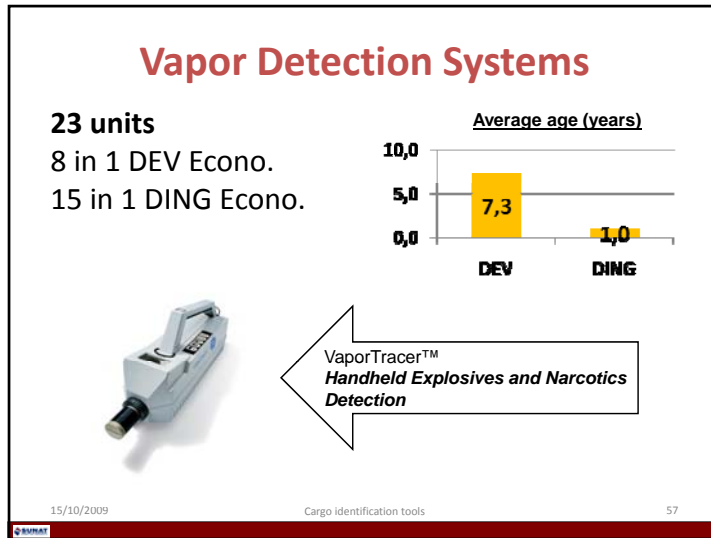 Vapor Detection Systems
23 units
8 in 1 DEV Econo.
15 in 1 DING Econo.
Average age (years)
10,0
5,0
0,0
7,3
1,0
DEV
DING
VaporTracer™
Handheld Explosives and Narcotics
Detection
15/10/2009
Cargo identification tools
57
SUNAT